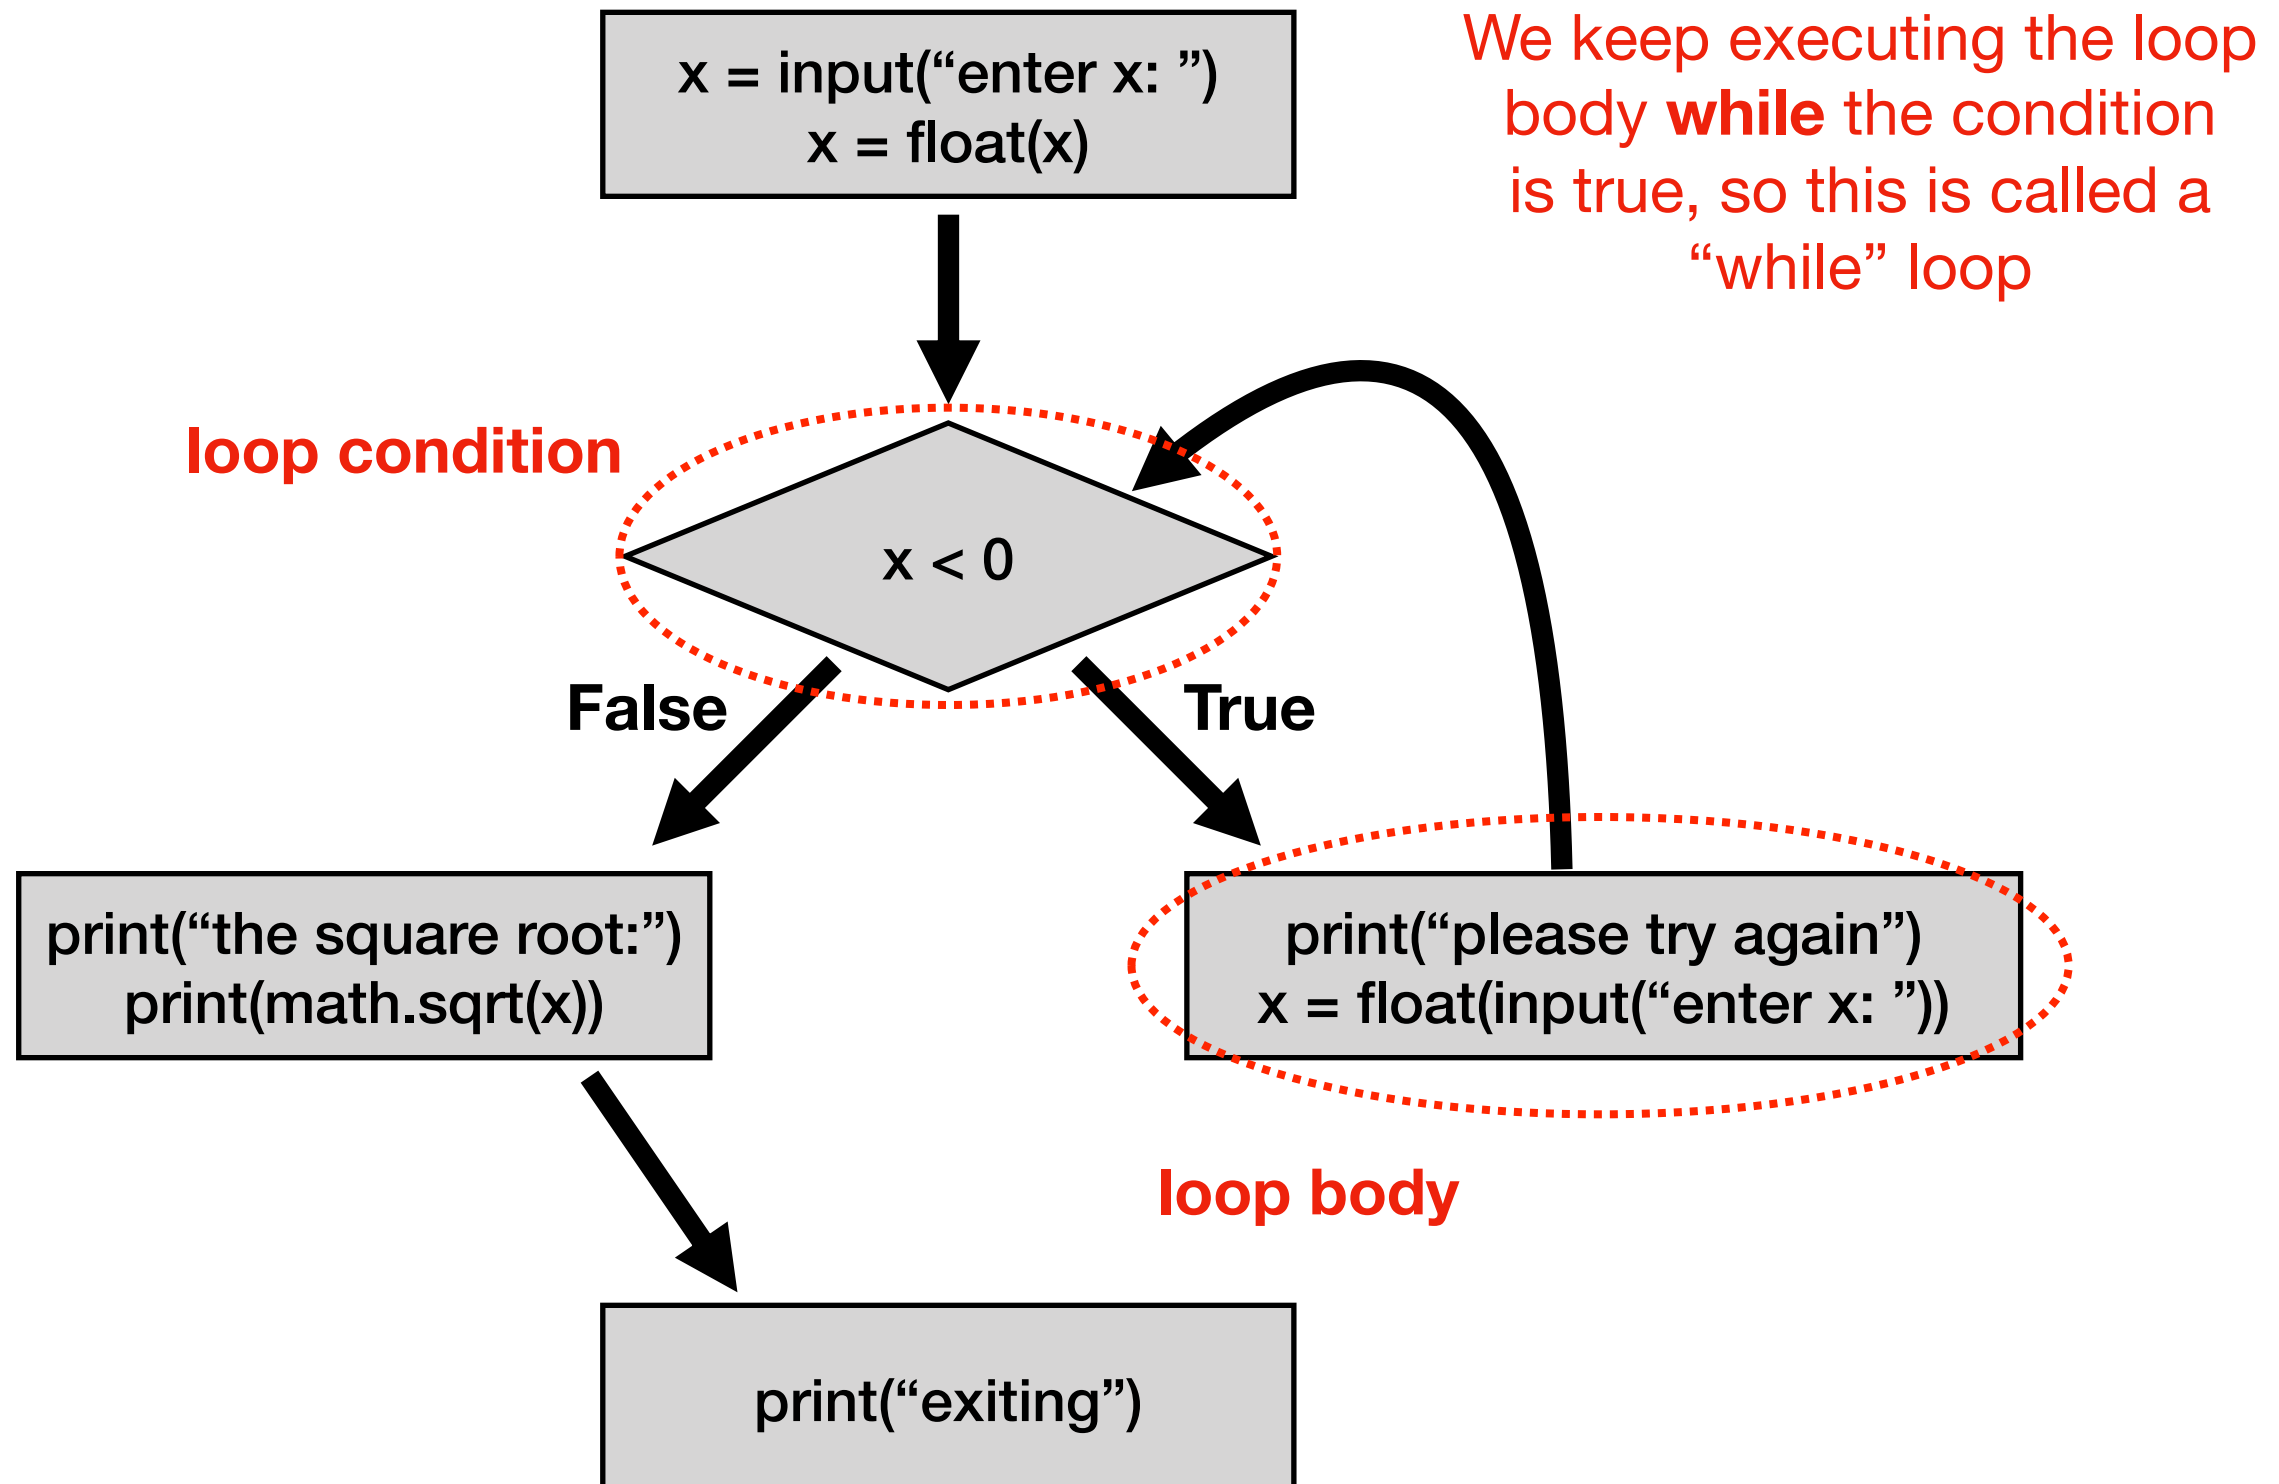 x = input(“enter x: ”)
x = float(x)
We keep executing the loop
body while the condition
is true, so this is called a
“while” loop
loop condition
x < 0
False
True
print(“the square root:”)
print(math.sqrt(x))
print(“please try again”)
x = float(input(“enter x: ”))
loop body
print(“exiting”)